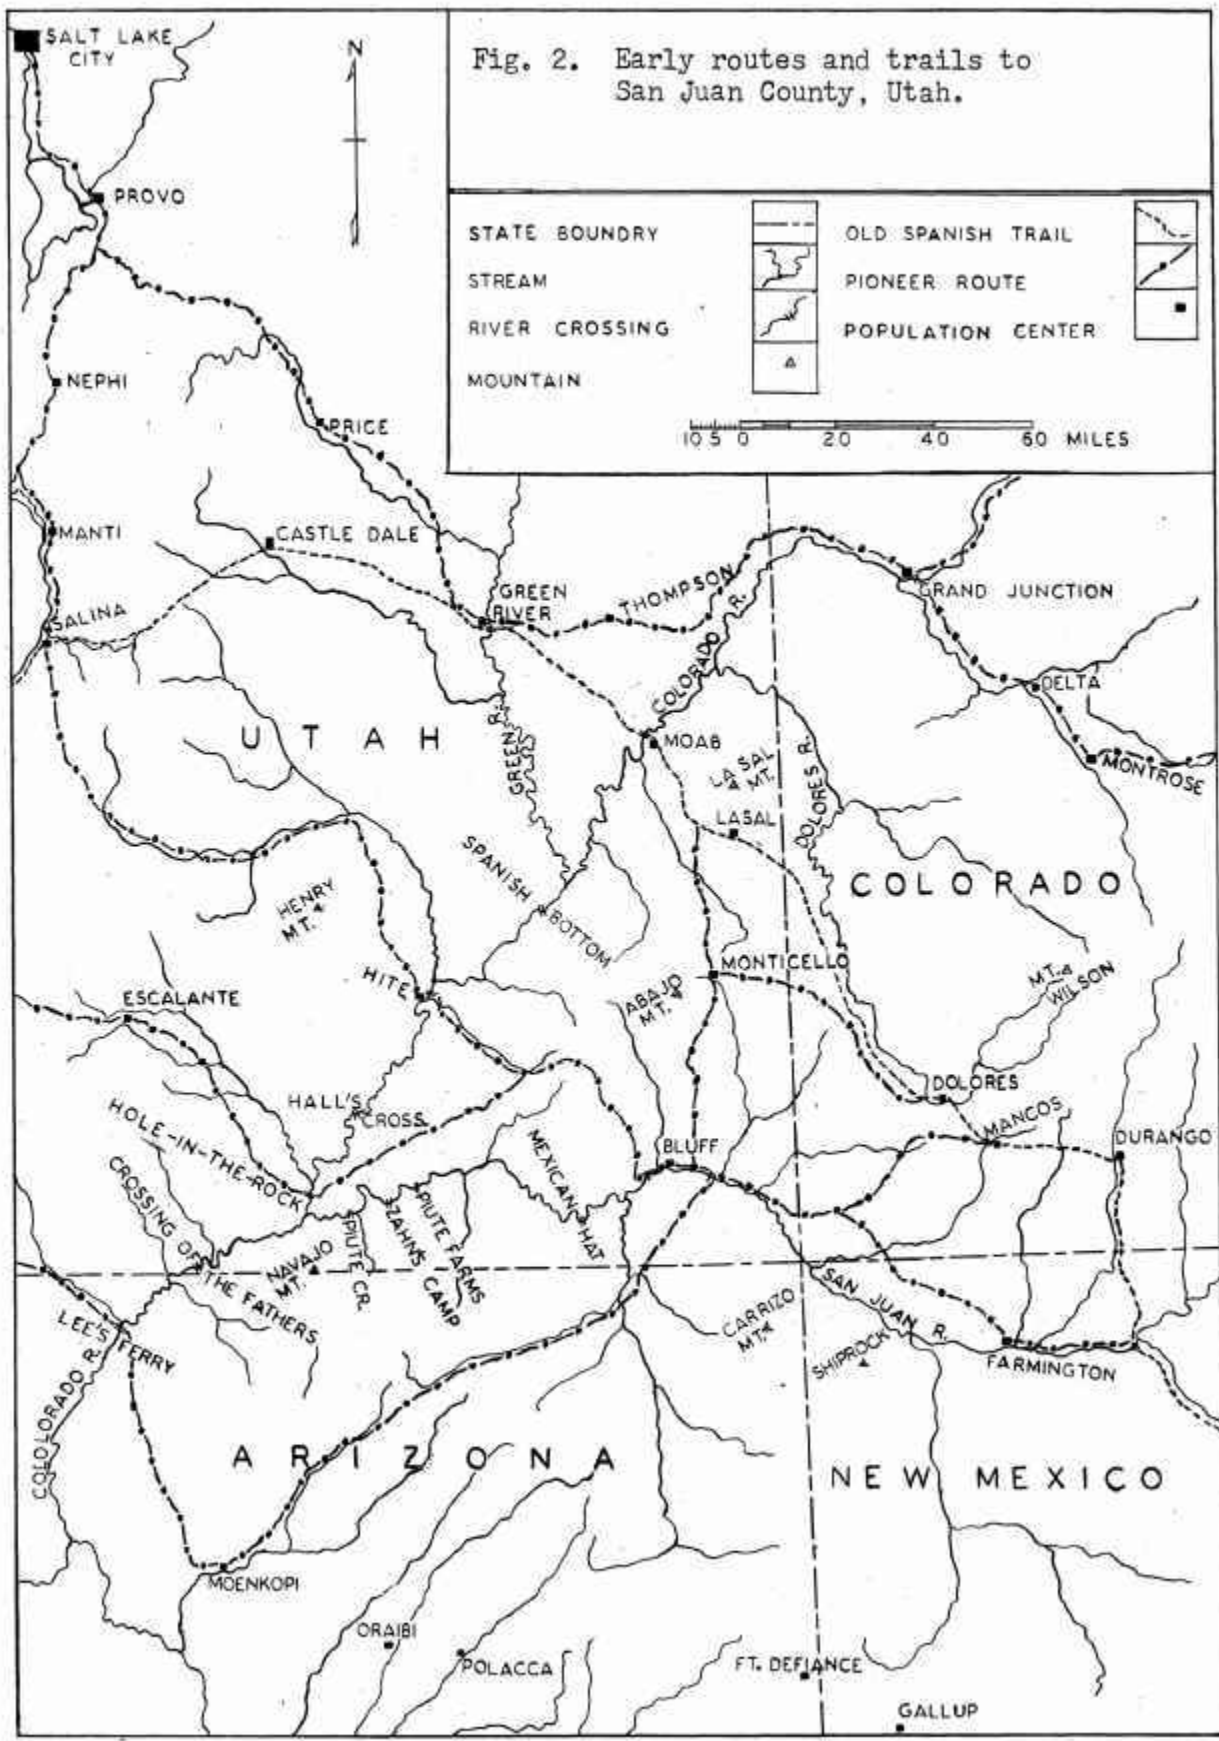 SALT LAKE
CITY
N
Fig. 2. Early routes and trails to
San Juan County, Utah.
STATE BOUNDRY
OLD SPANISH TRAIL
STREAM
PIONEER ROUTE
RIVER CROSSING
POPULATION CENTER
MOUNTAIN
10 5 0 20 40 60 MILES
PROVO
NEPHI
PRICE
MANTI
CASTLE DALE
SALINA
GREEN
RIVER
THOMPSON
GRAND JUNCTION
COLORADO R.
DELTA
UTAH
GREEN R.
MOAB
LA SAL
MT.
DOLORES R.
MONTROSE
LASAL
SPANISH BOTTOM
COLORADO
HENRY
MT.
HITE
MONTICELLO
ABAJO
MT.
MT.
WILSON
ESCALANTE
DOLORES
HALL'S
CROSS
HOLE-IN-THE-ROCK
MANCOS
DURANGO
BLUFF
MEXICAN HAT
CROSSING OF THE FATHERS
NAVAJO
MT.
PIUTE CR.
ZAHN'S CAMP
PIUTE FARMS
SAN JUAN R.
CARRIZO
MT.
SHIPROCK
LEE'S FERRY
FARMINGTON
COLOLORADO R.
ARIZONA
NEW MEXICO
MOENKOPI
ORAIBI
POLACCA
FT. DEFIANCE
GALLUP